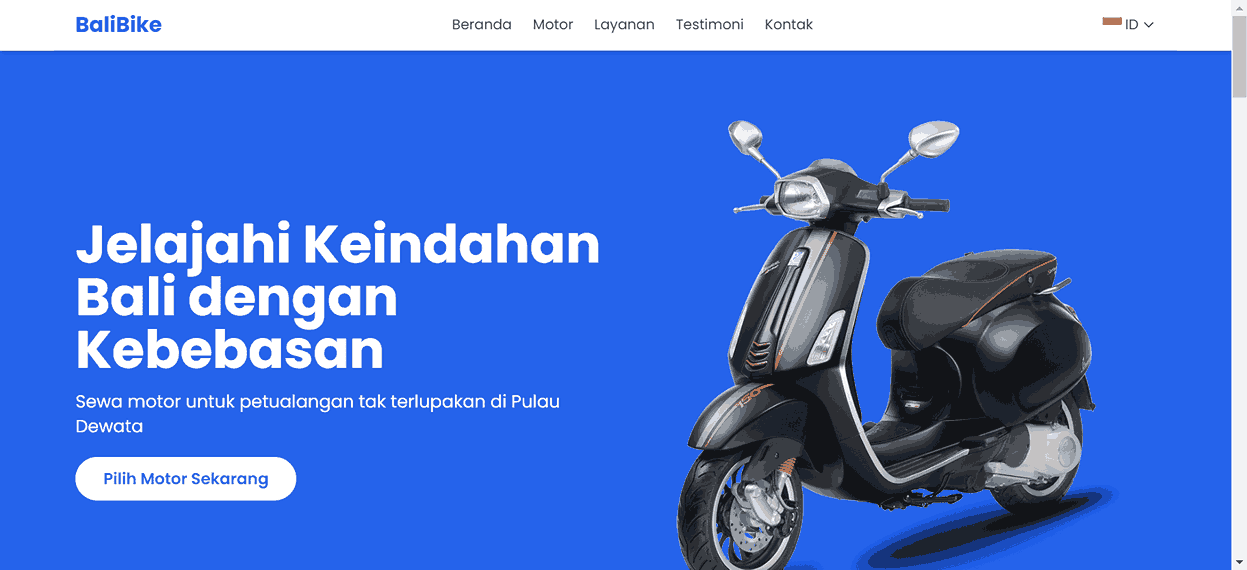 BaliBike
Beranda Motor Layanan Testimoni Kontak
ID
Jelajahi Keindahan
Bali dengan
Kebebasan
Sewa motor untuk petualangan tak terlupakan di Pulau
Dewata
Pilih Motor Sekarang
150